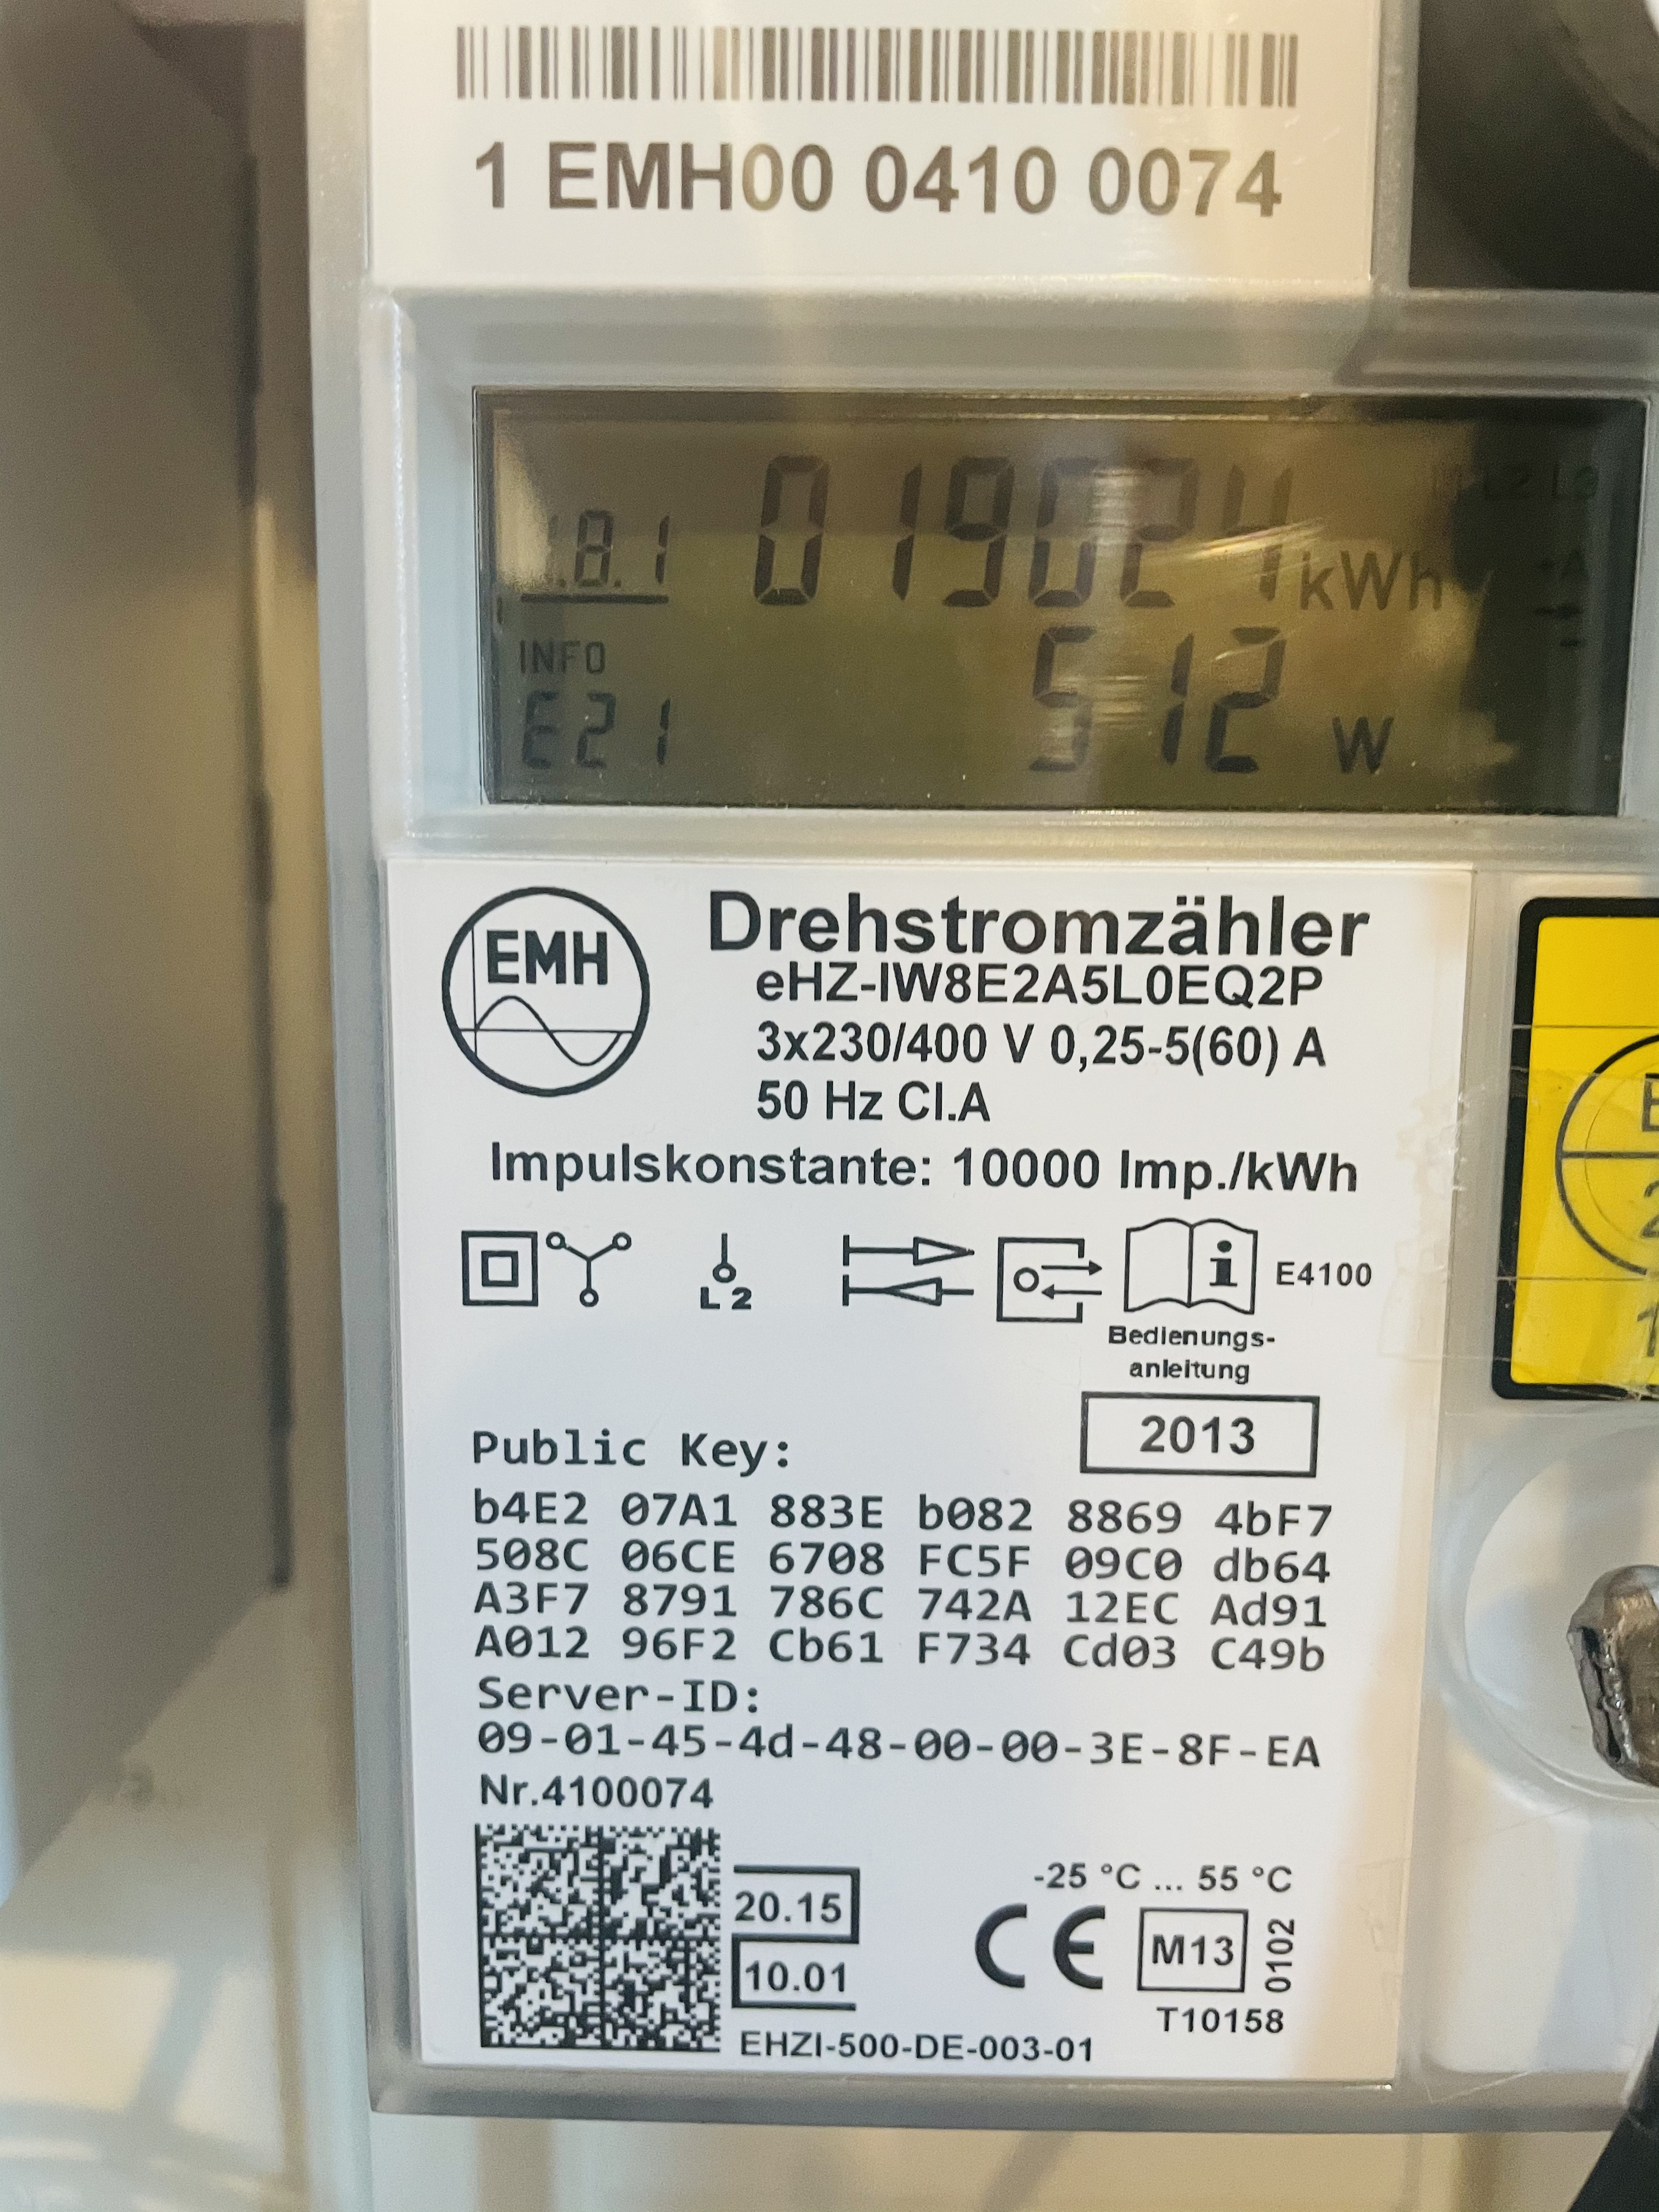 1 EMH00 0410 0074
1.8.1 019024 kWh
INFO
E21 512 W
EMH
Drehstromzähler
eHZ-IW8E2A5L0EQ2P
3x230/400 V 0,25-5(60) A
50 Hz Cl.A
Impulskonstante: 10000 Imp./kWh
L2
E4100
Bedienungs-
anleitung
2013
Public Key:
b4E2 07A1 883E b082 8869 4bF7
508C 06CE 6708 FC5F 09C0 db64
A3F7 8791 786C 742A 12EC Ad91
A012 96F2 Cb61 F734 Cd03 C49b
Server-ID:
09-01-45-4d-48-00-00-3E-8F-EA
Nr.4100074
-25 °C ... 55 °C
20.15
10.01
CE M13 0102
T10158
EHZI-500-DE-003-01